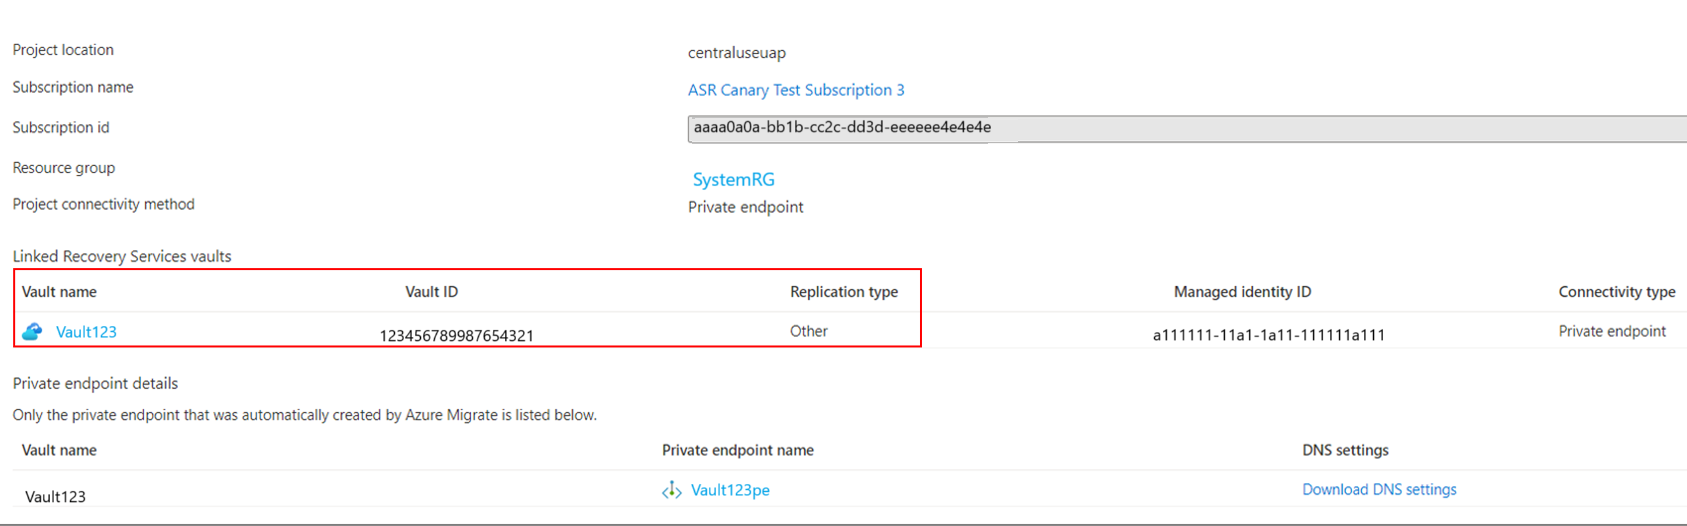 Project location centraluseuap
Subscription name ASR Canary Test Subscription 3
Subscription id aaaa0a0a-bb1b-cc2c-dd3d-eeeeee4e4e4e
Resource group SystemRG
Project connectivity method Private endpoint
Linked Recovery Services vaults
Vault name Vault ID Replication type Managed identity ID Connectivity type
Vault123 123456789987654321 Other a111111-11a1-1a11-111111a111 Private endpoint
Private endpoint details
Only the private endpoint that was automatically created by Azure Migrate is listed below.
Vault name Private endpoint name DNS settings
Vault123 Vault123pe Download DNS settings